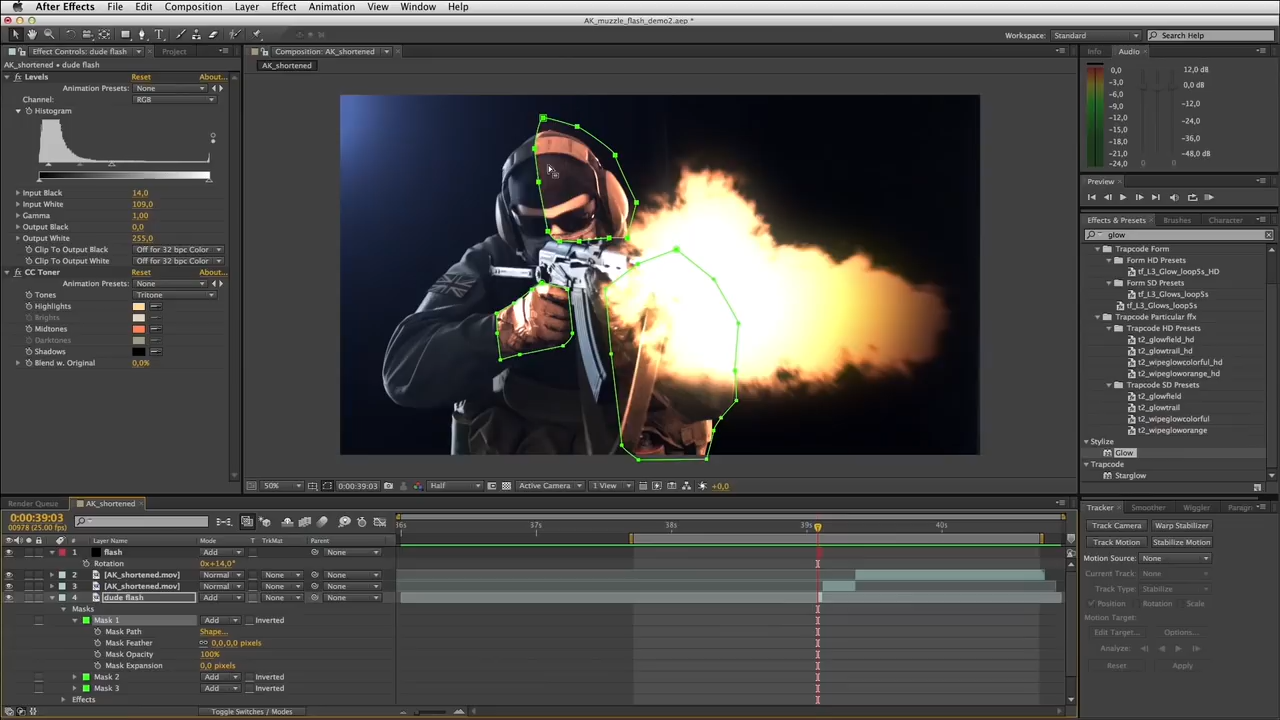 After Effects File Edit Composition Layer Effect Animation View Window Help
AK_muzzle_flash_demo2.aep *
Workspace: Standard Search Help
Effect Controls: dude flash Project
AK_shortened • dude flash
Levels Reset About...
Animation Presets: None
Channel: RGB
Histogram
Input Black 14,0
Input White 109,0
Gamma 1,00
Output Black 0,0
Output White 255,0
Clip To Output Black Off for 32 bpc Color
Clip To Output White Off for 32 bpc Color
CC Toner Reset About...
Animation Presets: None
Tones Tritone
Highlights
Brights
Midtones
Darktones
Shadows
Blend w. Original 0,0%
Composition: AK_shortened
AK_shortened
50% 0:00:39:03 Half Active Camera 1 View +0,0
Info Audio
0,0
-3,0
-6,0
-9,0
-12,0
-15,0
-18,0
-21,0
-24,0
12,0 dB
0,0 dB
-12,0
-24,0
-36,0
-48,0 dB
Preview
Effects & Presets Brushes Character
glow
Trapcode Form
Form HD Presets
tf_L3_Glow_loop5s_HD
Form SD Presets
tf_L3_Glows_loop5s
tf_L3_Glows_loop5s
Trapcode Particular ffx
Trapcode HD Presets
t2_glowfield_hd
t2_glowtrail_hd
t2_wipeglowcolorful_hd
t2_wipegloworange_hd
Trapcode SD Presets
t2_glowfield
t2_glowtrail
t2_wipeglowcolorful
t2_wipegloworange
Stylize
Glow
Trapcode
Starglow
Render Queue AK_shortened
0:00:39:03
00978 (25.00 fps)
Layer Name Mode T TrkMat Parent
36s 37s 38s 39s 40s
1 flash Add None
Rotation 0x+14,0°
2 [AK_shortened.mov] Normal None None
3 [AK_shortened.mov] Normal None None
4 dude flash Add None None
Masks
Mask 1 Add Inverted
Mask Path Shape...
Mask Feather 0,0,0,0 pixels
Mask Opacity 100%
Mask Expansion 0,0 pixels
Mask 2 Add Inverted
Mask 3 Add Inverted
Effects
Toggle Switches / Modes
Tracker Smoother Wiggler Paragr
Track Camera Warp Stabilizer
Track Motion Stabilize Motion
Motion Source: None
Current Track: None
Track Type: Stabilize
Position Rotation Scale
Motion Target:
Edit Target... Options...
Analyze:
Reset Apply